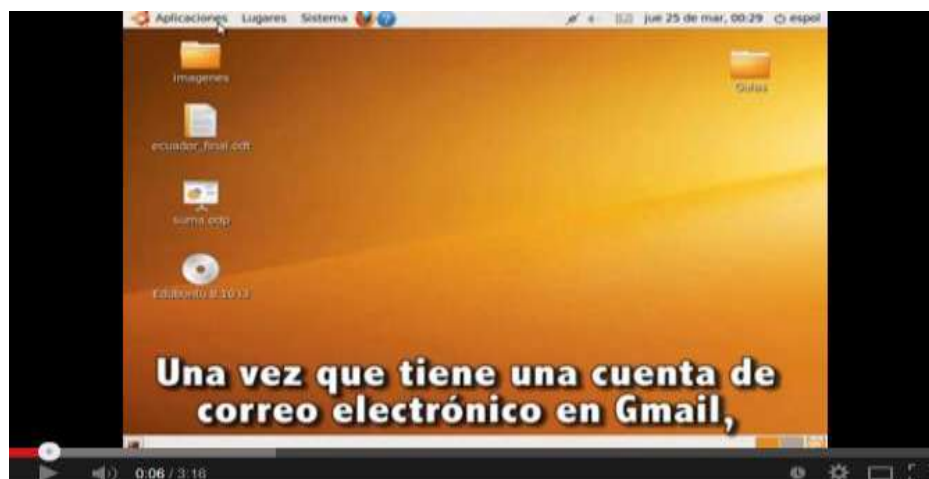 Aplicaciones Lugares Sistema jue 25 de mar, 00:29 espol
imagenes
Guias
ecuador_final.odt
suma.odp
Una vez que tiene una cuenta de
correo electrónico en Gmail,
0:06 / 3:16